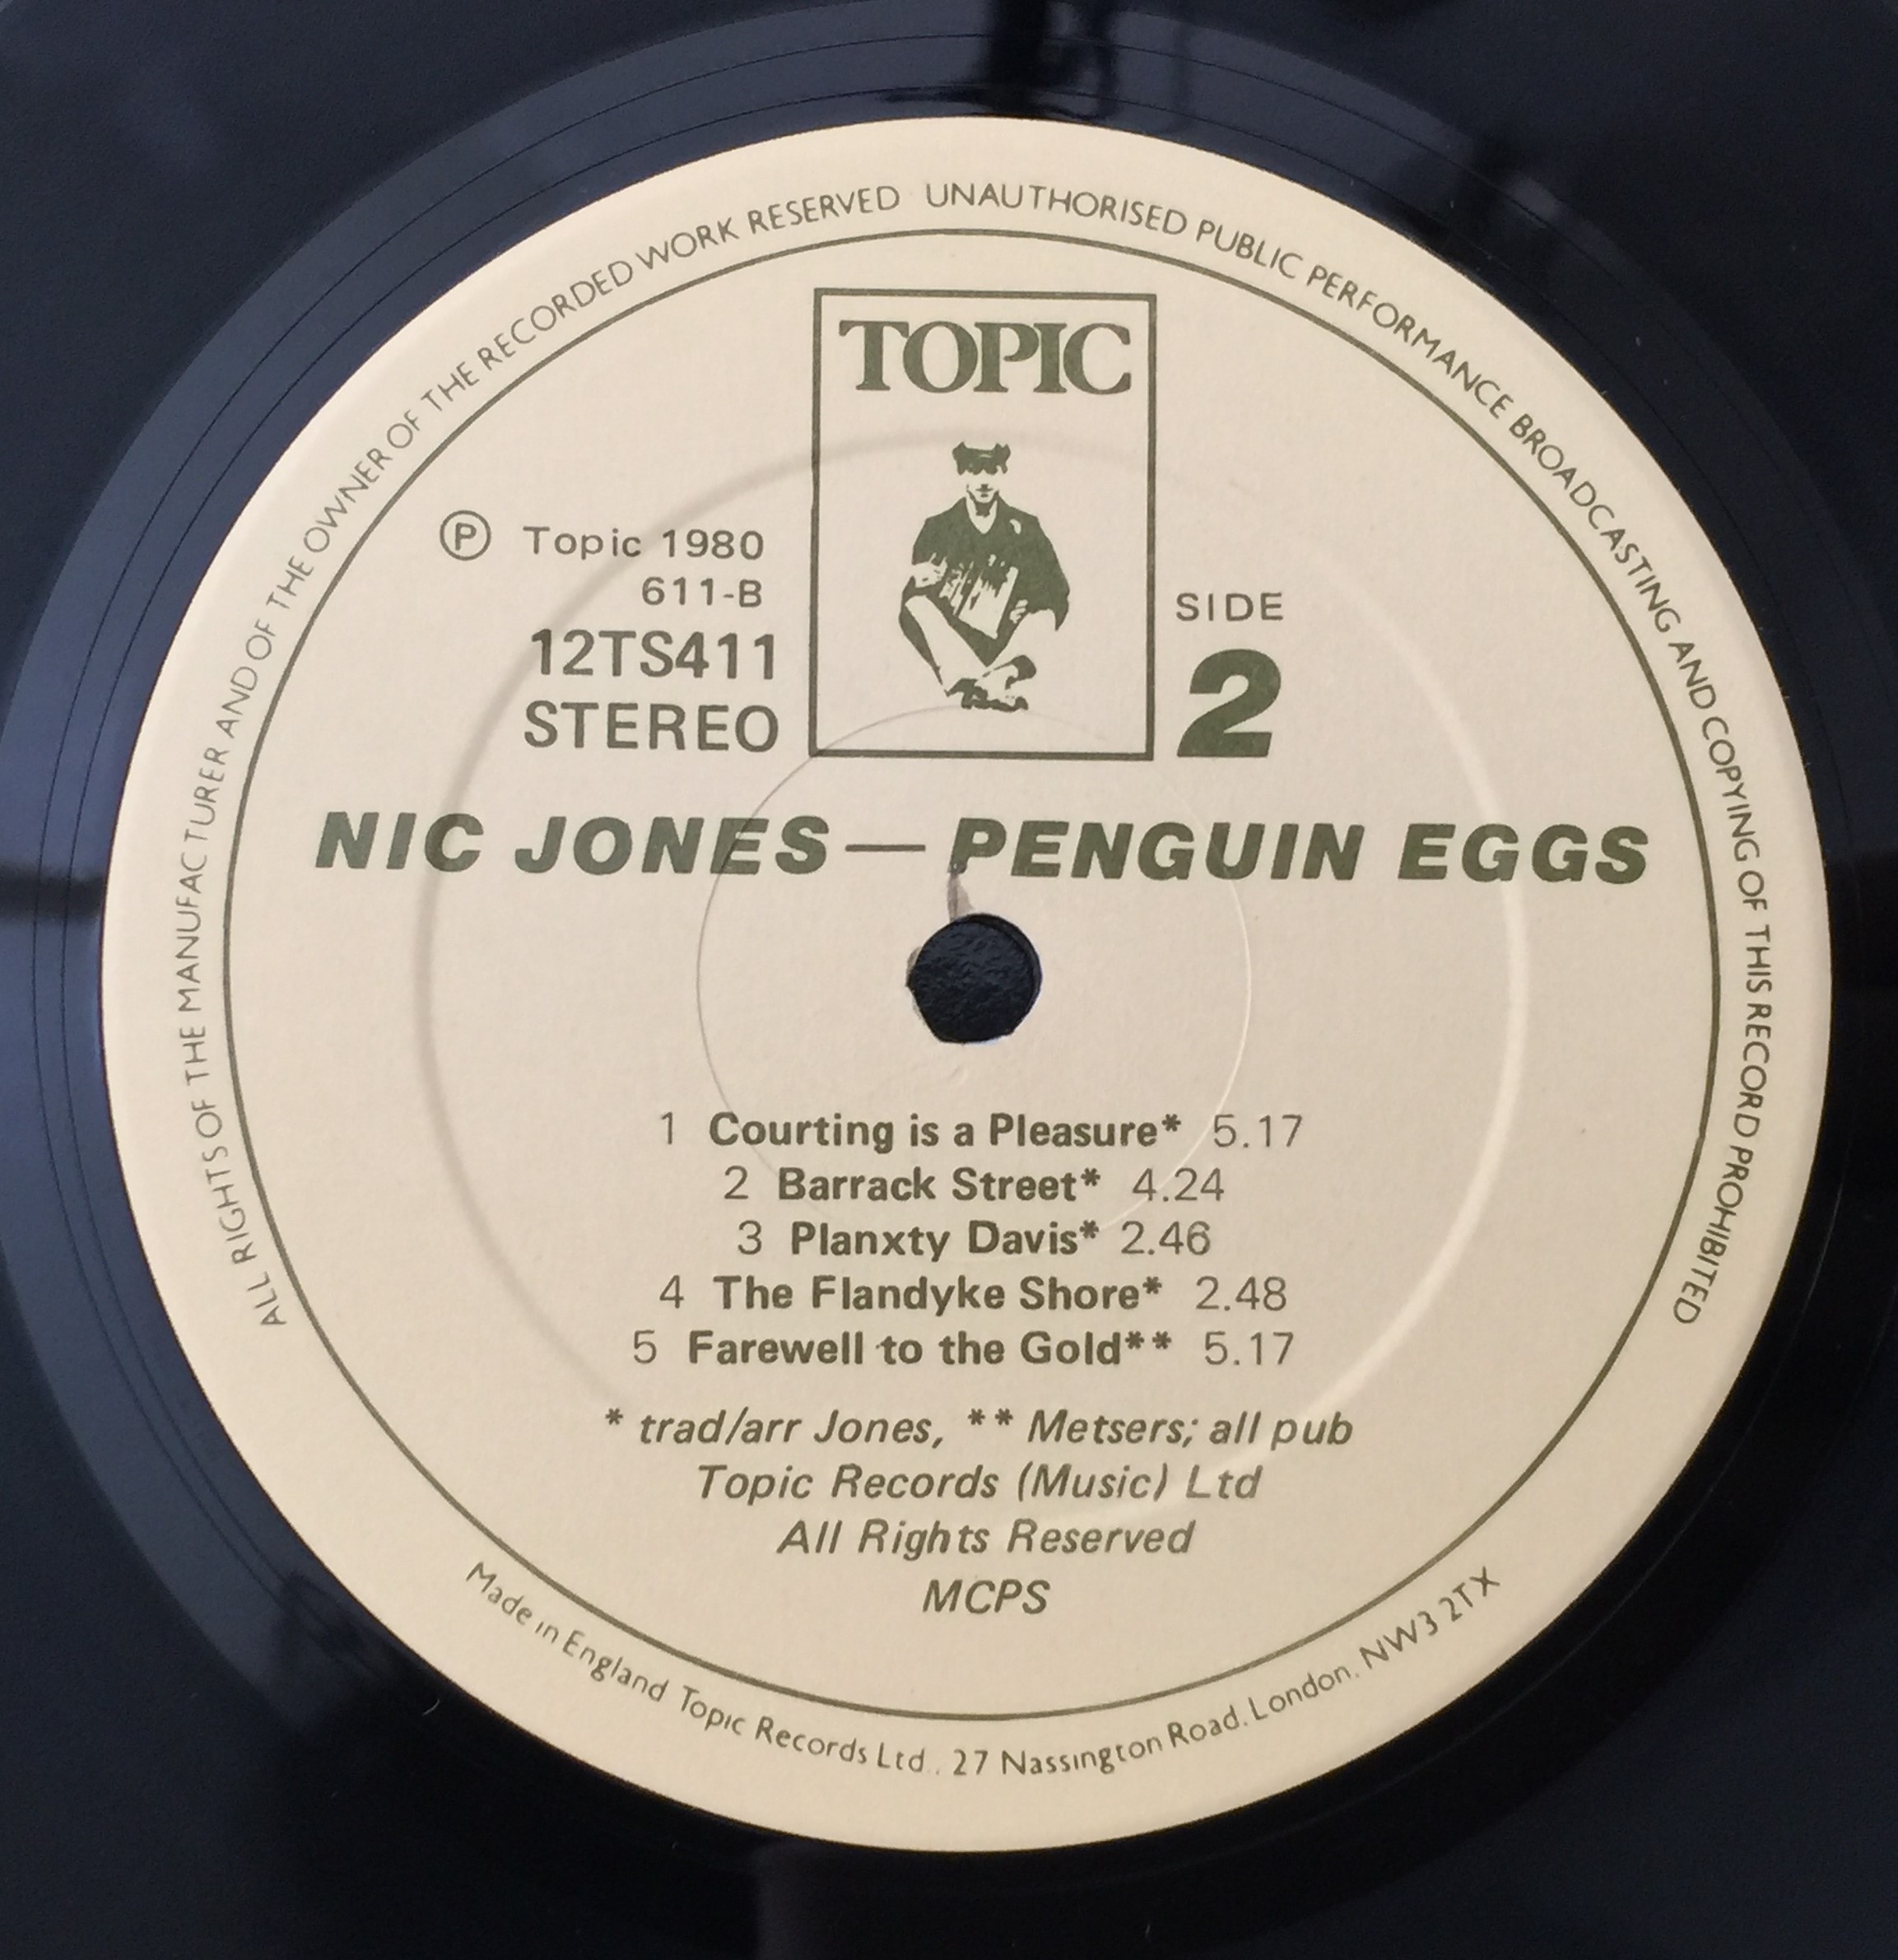 ALL RIGHTS OF THE MANUFACTURER AND OF THE OWNER OF THE RECORDED WORK RESERVED UNAUTHORISED PUBLIC PERFORMANCE BROADCASTING AND COPYING OF THIS RECORD PROHIBITED
TOPIC
Ⓟ Topic 1980
611-B
12TS411
STEREO
SIDE
2
NIC JONES — PENGUIN EGGS
1 Courting is a Pleasure* 5.17
2 Barrack Street* 4.24
3 Planxty Davis* 2.46
4 The Flandyke Shore* 2.48
5 Farewell to the Gold** 5.17
* trad/arr Jones, ** Metsers; all pub
Topic Records (Music) Ltd
All Rights Reserved
MCPS
Made in England Topic Records Ltd., 27 Nassington Road, London, NW3 2TX